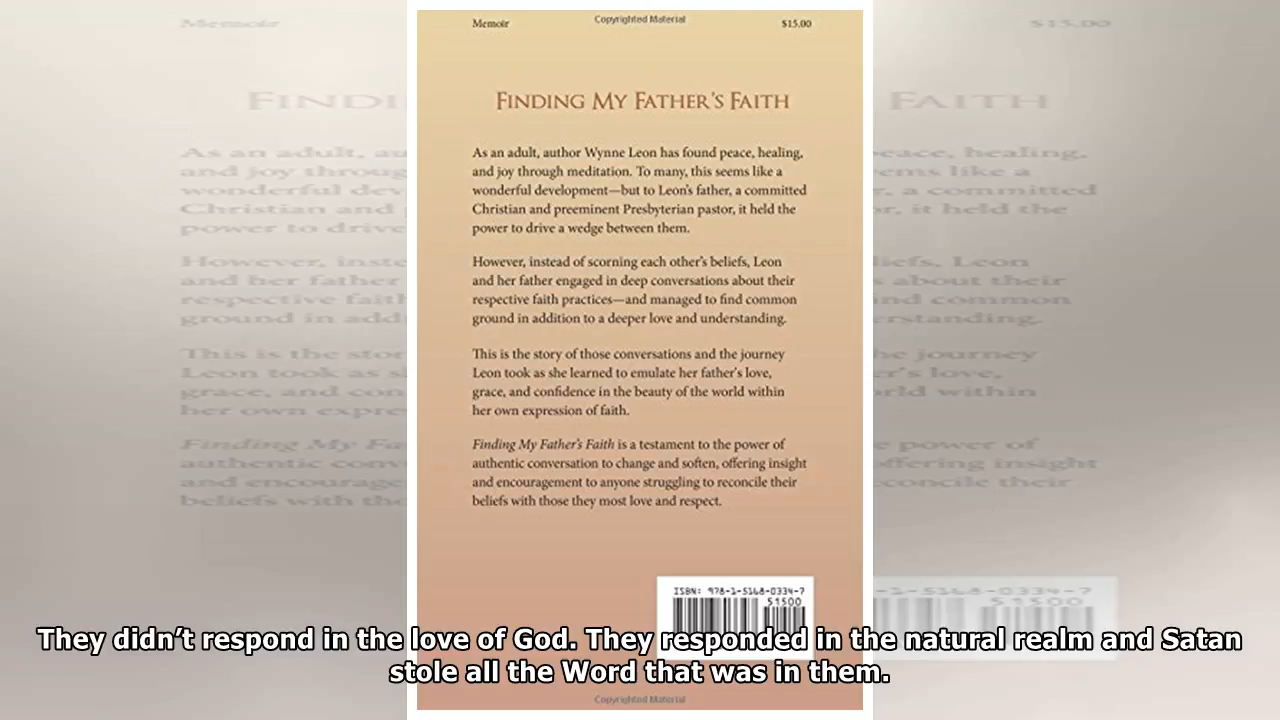 Memoir
Copyrighted Material
$15.00
FINDING MY FATHER'S FAITH
As an adult, author Wynne Leon has found peace, healing,
and joy through meditation. To many, this seems like a
wonderful development—but to Leon's father, a committed
Christian and preeminent Presbyterian pastor, it held the
power to drive a wedge between them.
However, instead of scorning each other's beliefs, Leon
and her father engaged in deep conversations about their
respective faith practices—and managed to find common
ground in addition to a deeper love and understanding.
This is the story of those conversations and the journey
Leon took as she learned to emulate her father's love,
grace, and confidence in the beauty of the world within
her own expression of faith.
Finding My Father's Faith is a testament to the power of
authentic conversation to change and soften, offering insight
and encouragement to anyone struggling to reconcile their
beliefs with those they most love and respect.
ISBN: 978-1-5168-0334-7
51500
They didn't respond in the love of God. They responded in the natural realm and Satan
stole all the Word that was in them.
Copyrighted Material